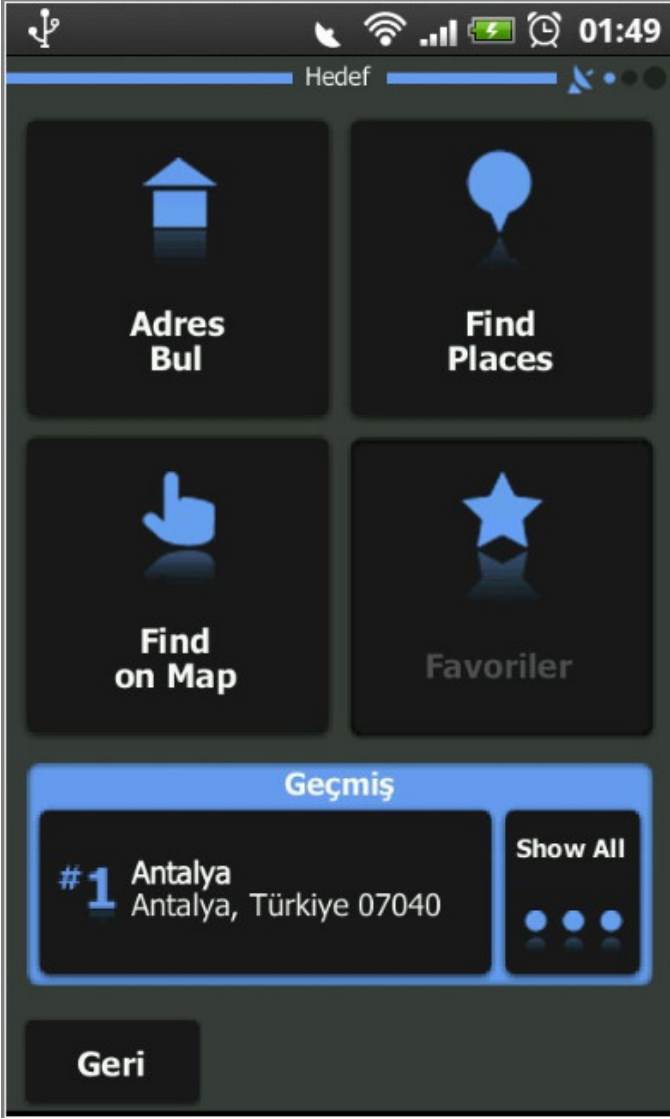 01:49
Hedef
Adres
Bul
Find
Places
Find
on Map
Favoriler
Geçmiş
#1
Antalya
Antalya, Türkiye 07040
Show All
Geri